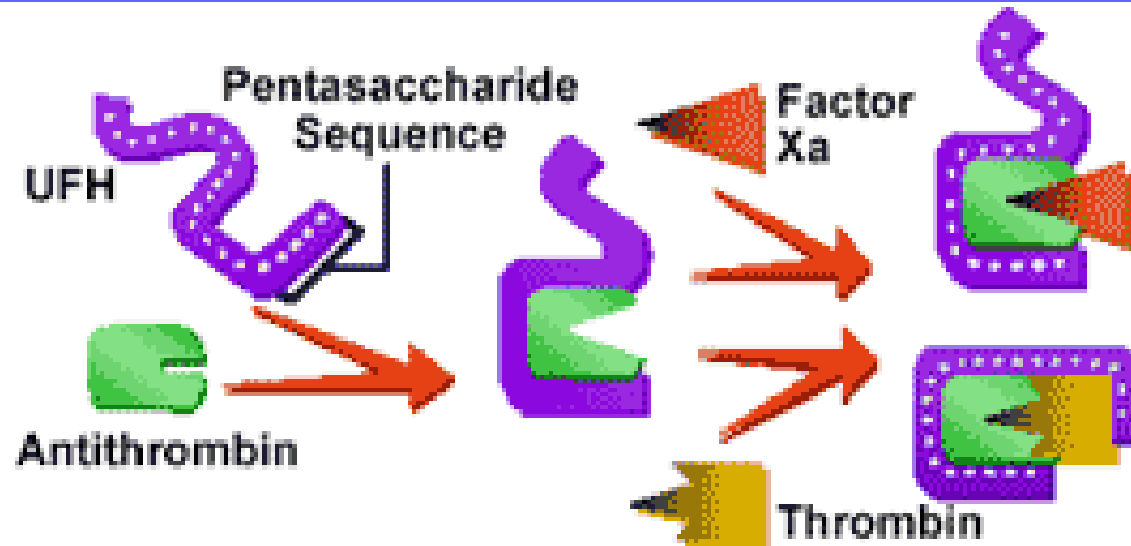 Pentasaccharide
Sequence
UFH
Factor
Xa
Antithrombin
Thrombin